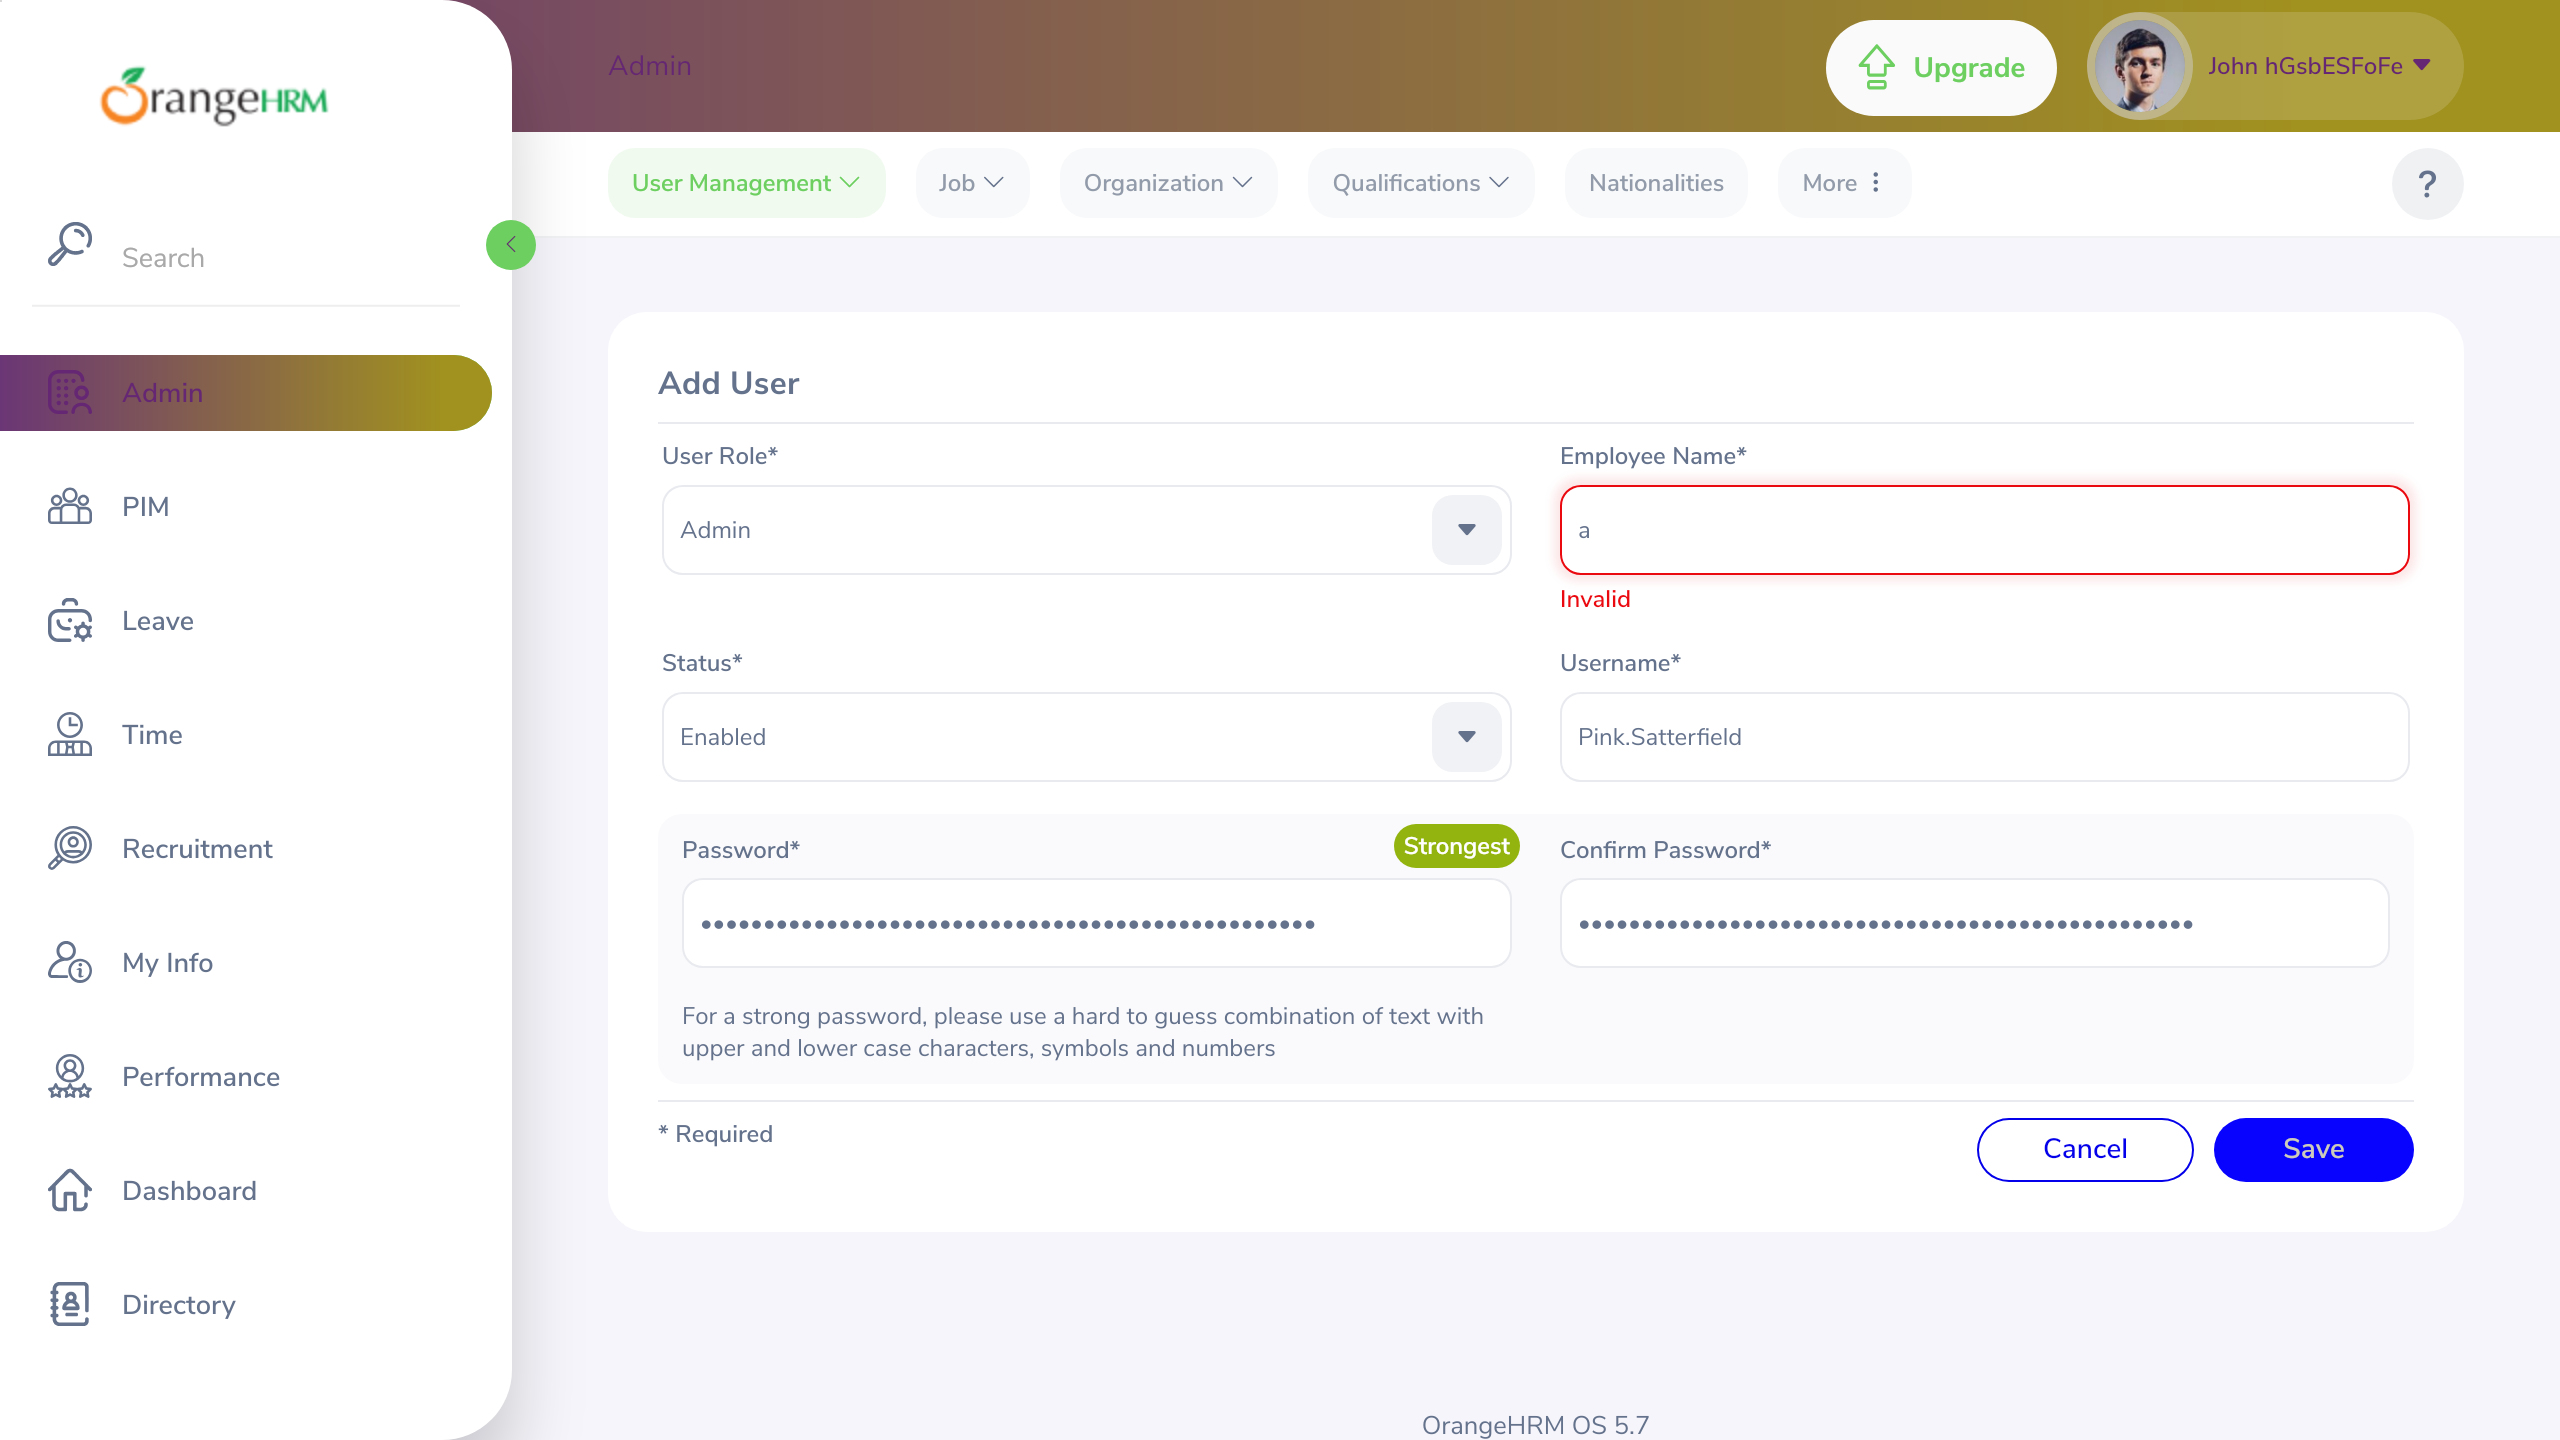 OrangeHRM
Admin
Upgrade
John hGsbESFoFe
User Management
Job
Organization
Qualifications
Nationalities
More
?
Search
Admin
PIM
Leave
Time
Recruitment
My Info
Performance
Dashboard
Directory
Add User
User Role*
Admin
Employee Name*
a
Invalid
Status*
Enabled
Username*
Pink.Satterfield
Password*
Strongest
Confirm Password*
For a strong password, please use a hard to guess combination of text with
upper and lower case characters, symbols and numbers
* Required
Cancel
Save
OrangeHRM OS 5.7